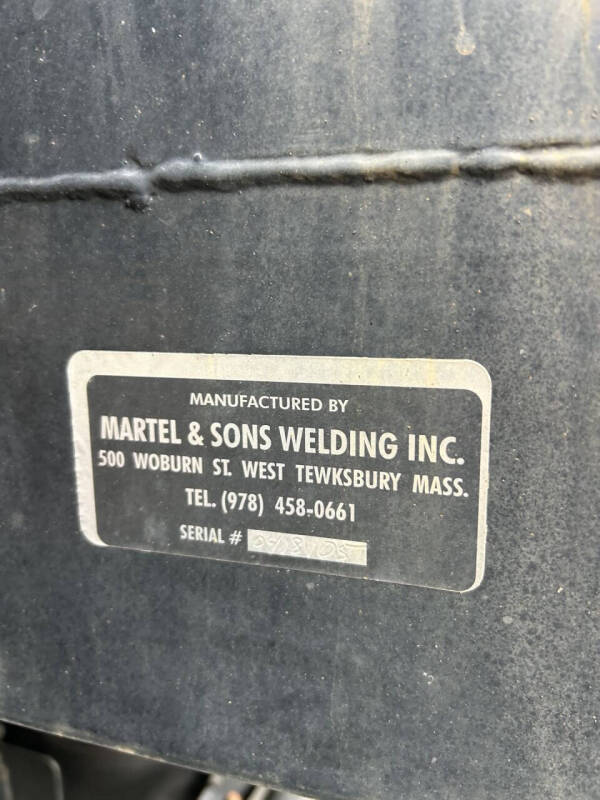 MANUFACTURED BY
MARTEL & SONS WELDING INC.
500 WOBURN ST. WEST TEWKSBURY MASS.
TEL. (978) 458-0661
SERIAL #